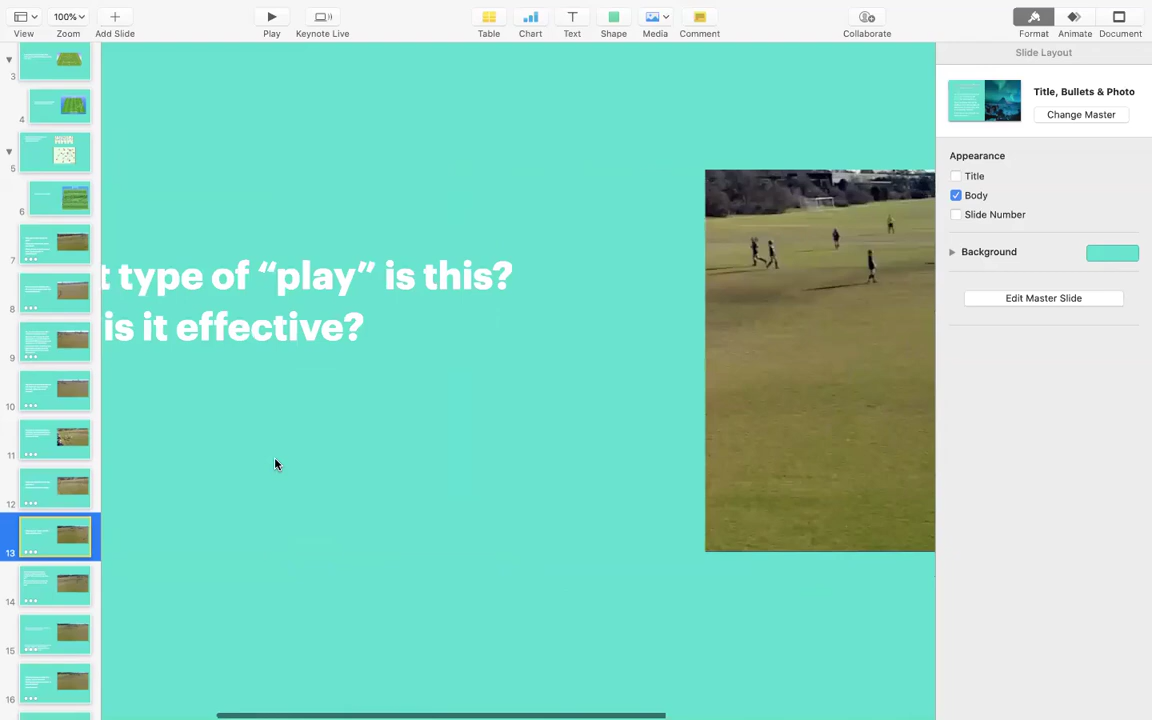 100%
View
Zoom
Add Slide
Play
Keynote Live
Table
Chart
Text
Shape
Media
Comment
Collaborate
Format
Animate
Document
3
4
5
6
7
8
9
10
11
12
13
14
15
16
t type of “play” is this?
is it effective?
Slide Layout
Title, Bullets & Photo
Change Master
Appearance
Title
Body
Slide Number
Background
Edit Master Slide